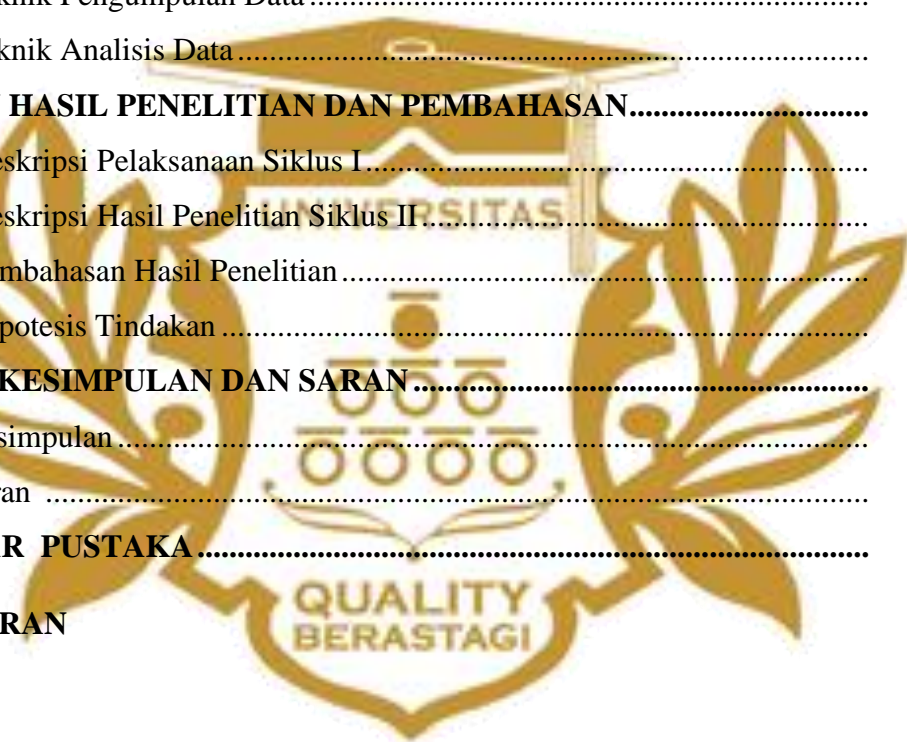 knik Pengumpulan Data
knik Analisis Data
HASIL PENELITIAN DAN PEMBAHASAN
eskripsi Pelaksanaan Siklus I
eskripsi Hasil Penelitian Siklus II
UNIVERSITAS
mbahasan Hasil Penelitian
potesis Tindakan
KESIMPULAN DAN SARAN
simpulan
ran
R PUSTAKA
QUALITY
RAN
BERASTAGI